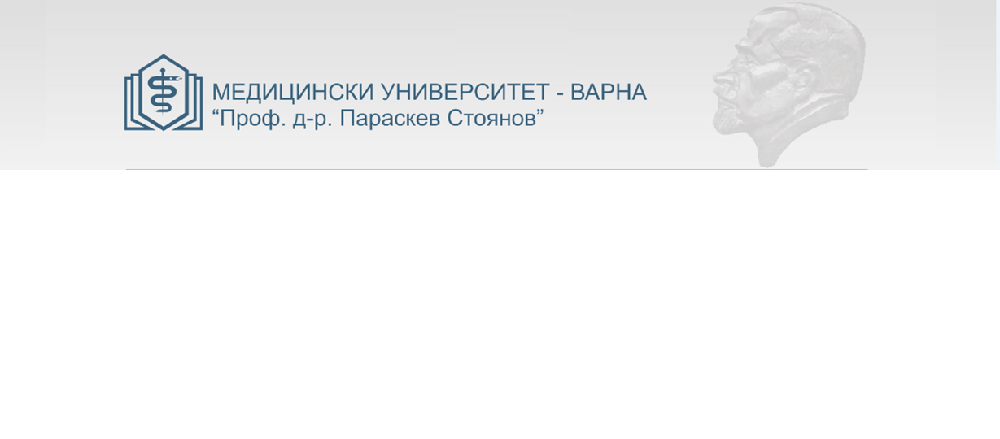 МЕДИЦИНСКИ УНИВЕРСИТЕТ - ВАРНА
“Проф. д-р. Параскев Стоянов”